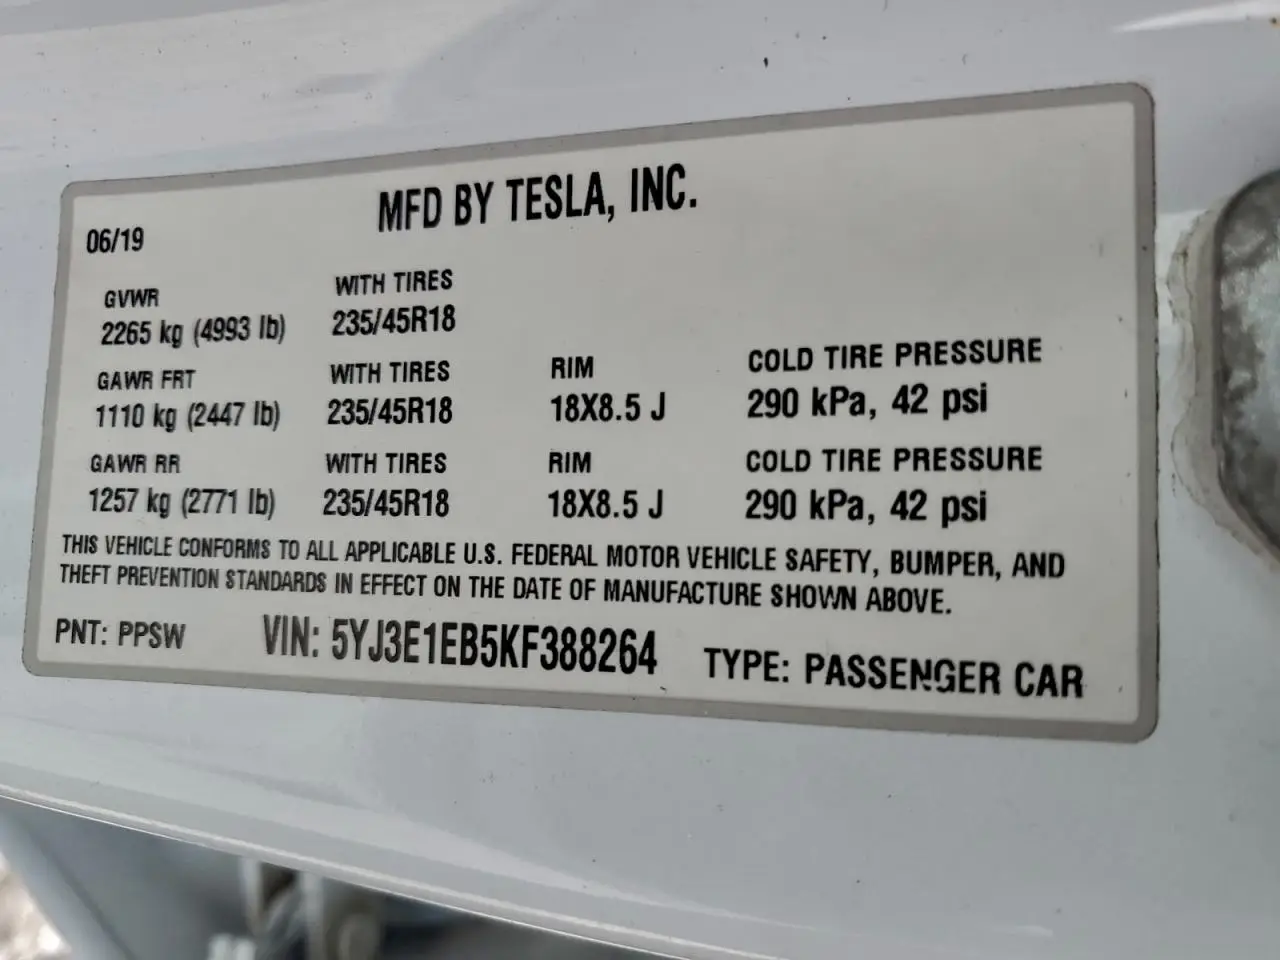 MFD BY TESLA, INC.
06/19
GVWR WITH TIRES
2265 kg (4993 lb) 235/45R18
GAWR FRT WITH TIRES RIM COLD TIRE PRESSURE
1110 kg (2447 lb) 235/45R18 18X8.5 J 290 kPa, 42 psi
GAWR RR WITH TIRES RIM COLD TIRE PRESSURE
1257 kg (2771 lb) 235/45R18 18X8.5 J 290 kPa, 42 psi
THIS VEHICLE CONFORMS TO ALL APPLICABLE U.S. FEDERAL MOTOR VEHICLE SAFETY, BUMPER, AND
THEFT PREVENTION STANDARDS IN EFFECT ON THE DATE OF MANUFACTURE SHOWN ABOVE.
PNT: PPSW VIN: 5YJ3E1EB5KF388264 TYPE: PASSENGER CAR